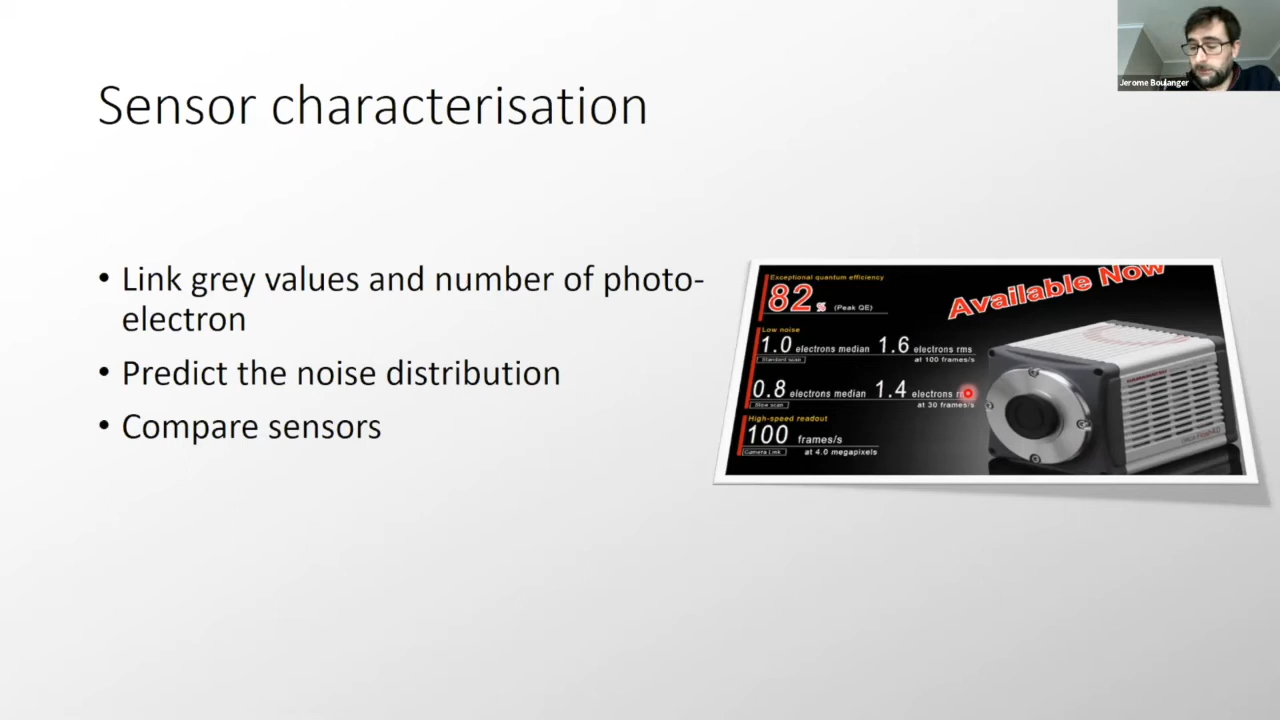 Jerome Boulanger
Sensor characterisation
• Link grey values and number of photo-
electron
• Predict the noise distribution
• Compare sensors
Exceptional quantum efficiency
82 % (Peak QE)
Available Now
Low noise
1.0 electrons median 1.6 electrons rms
Standard scan at 100 frames/s
0.8 electrons median 1.4 electrons
Slow scan at 30 frames/s
High-speed readout
100 frames/s
Camera Link at 4.0 megapixels